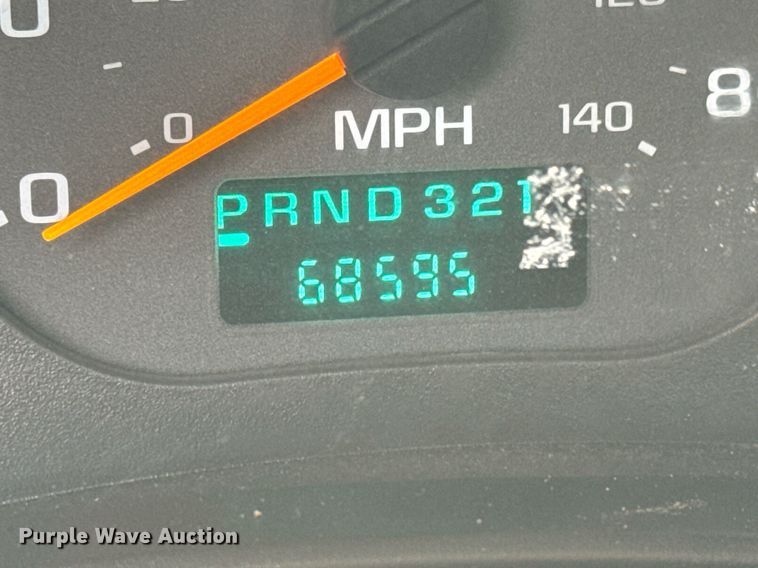 0
MPH
140
PRND321
68595
Purple Wave Auction